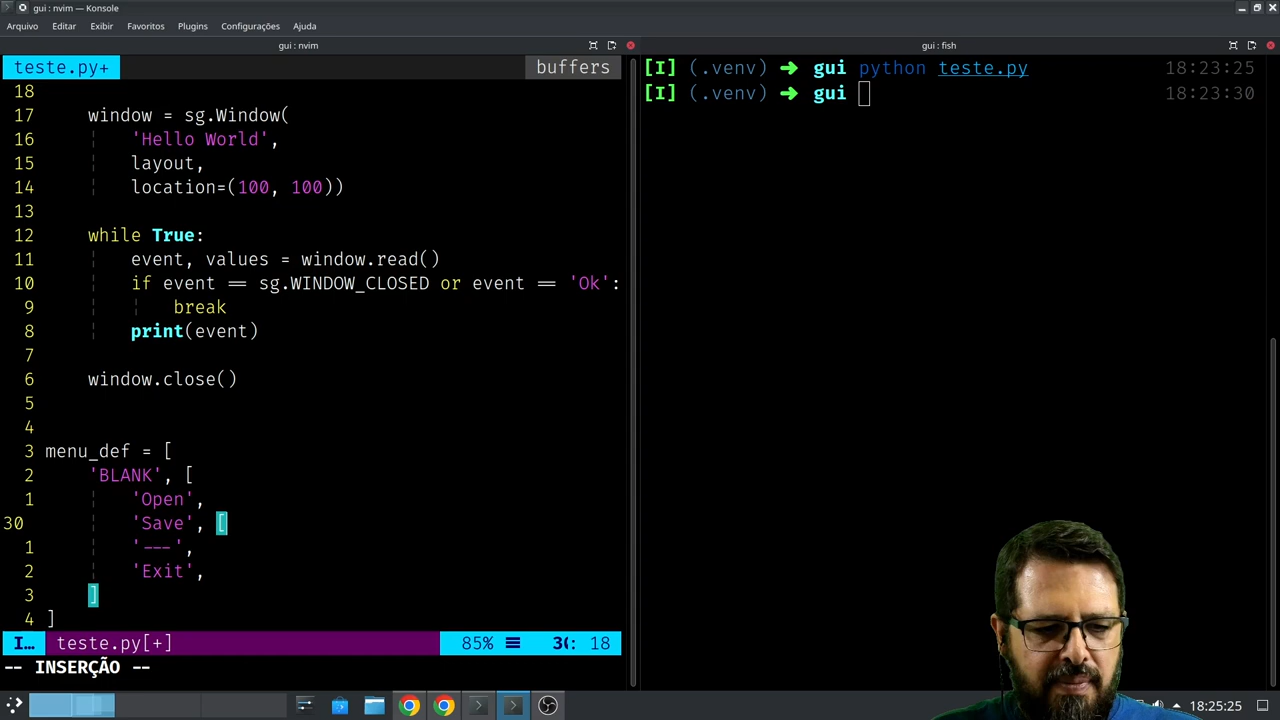 gui : nvim — Konsole
Arquivo Editar Exibir Favoritos Plugins Configurações Ajuda
gui : nvim
teste.py+ buffers
18
17 window = sg.Window(
16 'Hello World',
15 layout,
14 location=(100, 100))
13
12 while True:
11 event, values = window.read()
10 if event == sg.WINDOW_CLOSED or event == 'Ok':
9 break
8 print(event)
7
6 window.close()
5
4
3 menu_def = [
2 'BLANK', [
1 'Open',
30 'Save', [
1 '---',
2 'Exit',
3 ]
4 ]
I… teste.py[+] 85% 18
-- INSERÇÃO --
gui : fish
[I] (.venv) ➜ gui python teste.py 18:23:25
[I] (.venv) ➜ gui 18:23:30
18:25:25